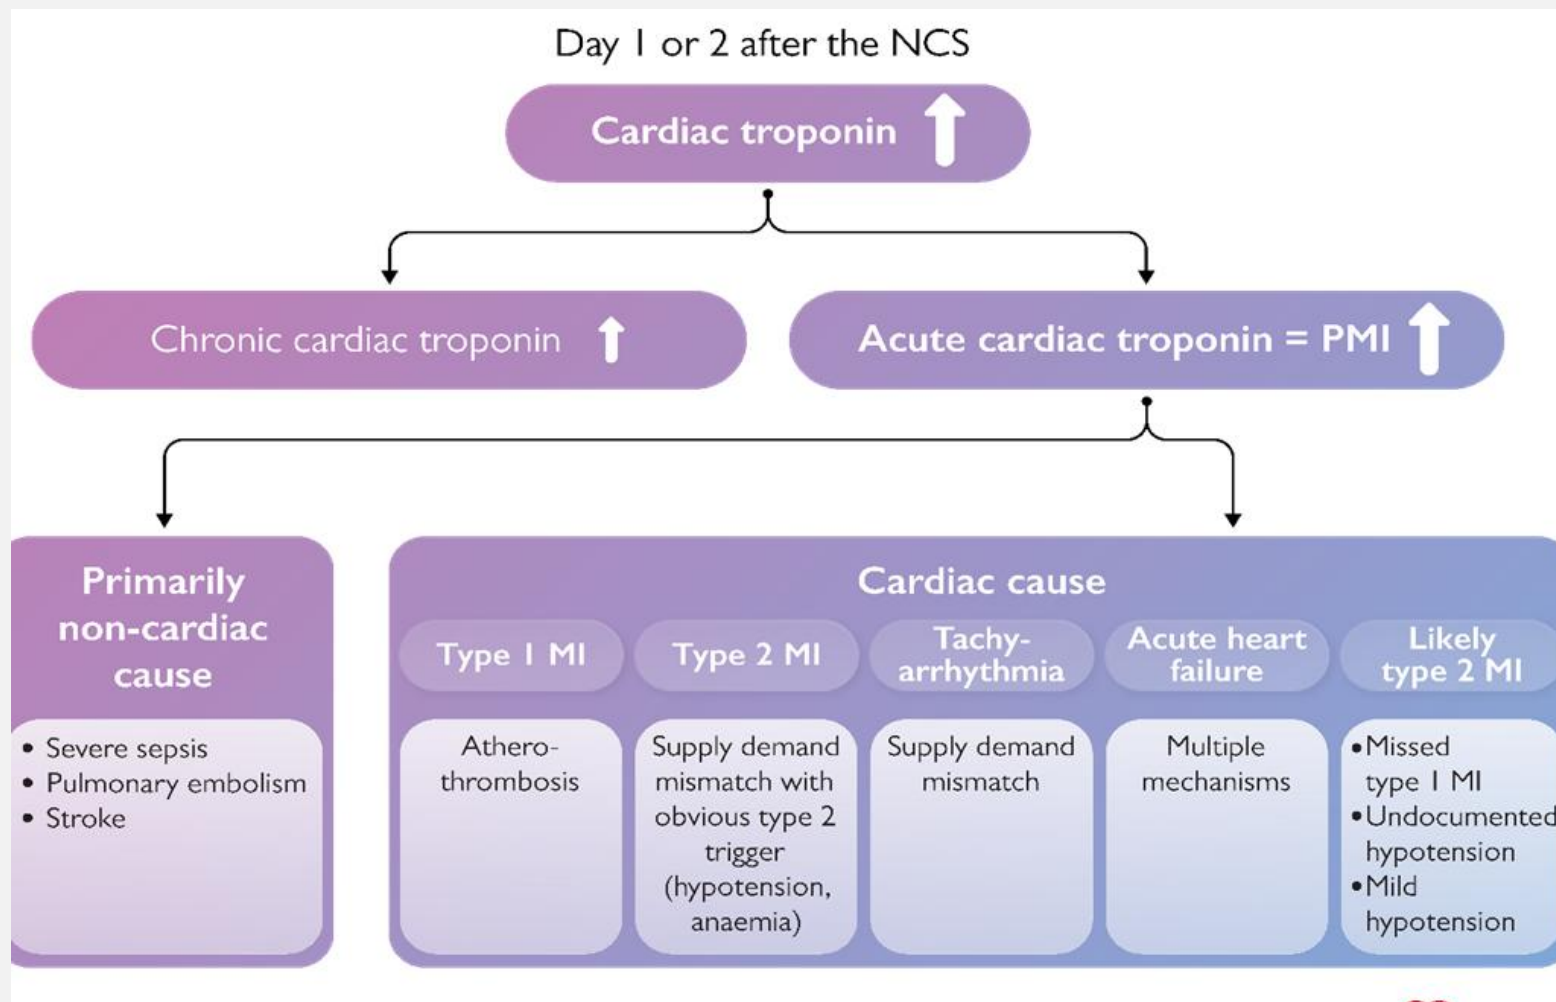 Day 1 or 2 after the NCS
Cardiac troponin
Chronic cardiac troponin
Acute cardiac troponin = PMI
Primarily
non-cardiac
cause
• Severe sepsis
• Pulmonary embolism
• Stroke
Cardiac cause
Type 1 MI
Athero-
thrombosis
Type 2 MI
Supply demand
mismatch with
obvious type 2
trigger
(hypotension,
anaemia)
Tachy-
arrhythmia
Supply demand
mismatch
Acute heart
failure
Multiple
mechanisms
Likely
type 2 MI
• Missed
type 1 MI
• Undocumented
hypotension
• Mild
hypotension